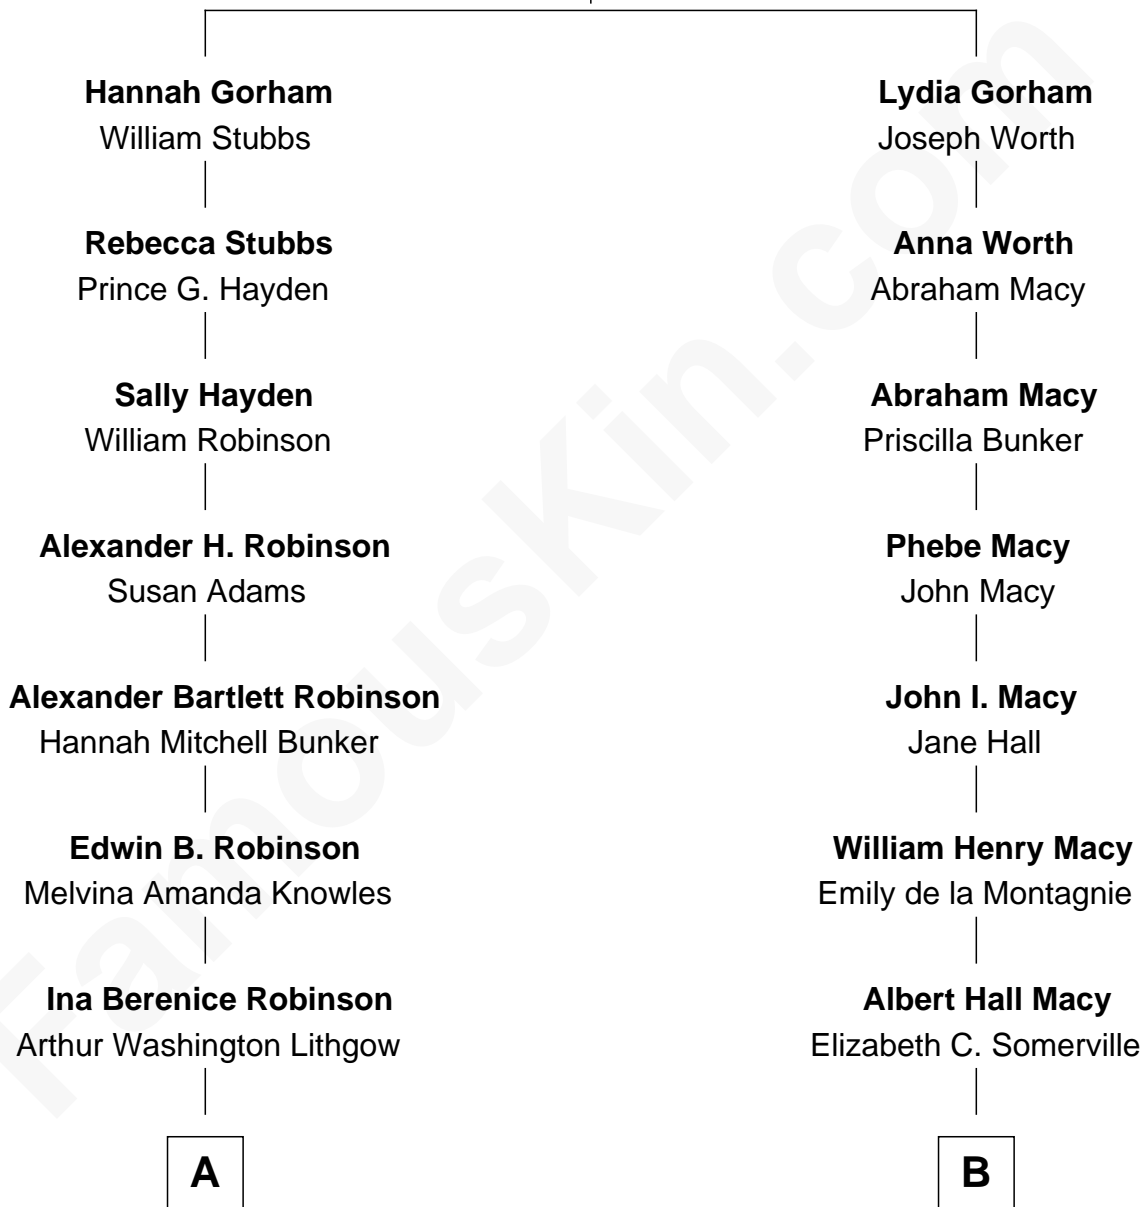 Hannah Gorham
William Stubbs
Rebecca Stubbs
Prince G. Hayden
Sally Hayden
William Robinson
Alexander H. Robinson
Susan Adams
Alexander Bartlett Robinson
Hannah Mitchell Bunker
Edwin B. Robinson
Melvina Amanda Knowles
Ina Berenice Robinson
Arthur Washington Lithgow
A
Lydia Gorham
Joseph Worth
Anna Worth
Abraham Macy
Abraham Macy
Priscilla Bunker
Phebe Macy
John Macy
John I. Macy
Jane Hall
William Henry Macy
Emily de la Montagnie
Albert Hall Macy
Elizabeth C. Somerville
B
FamousKin.com